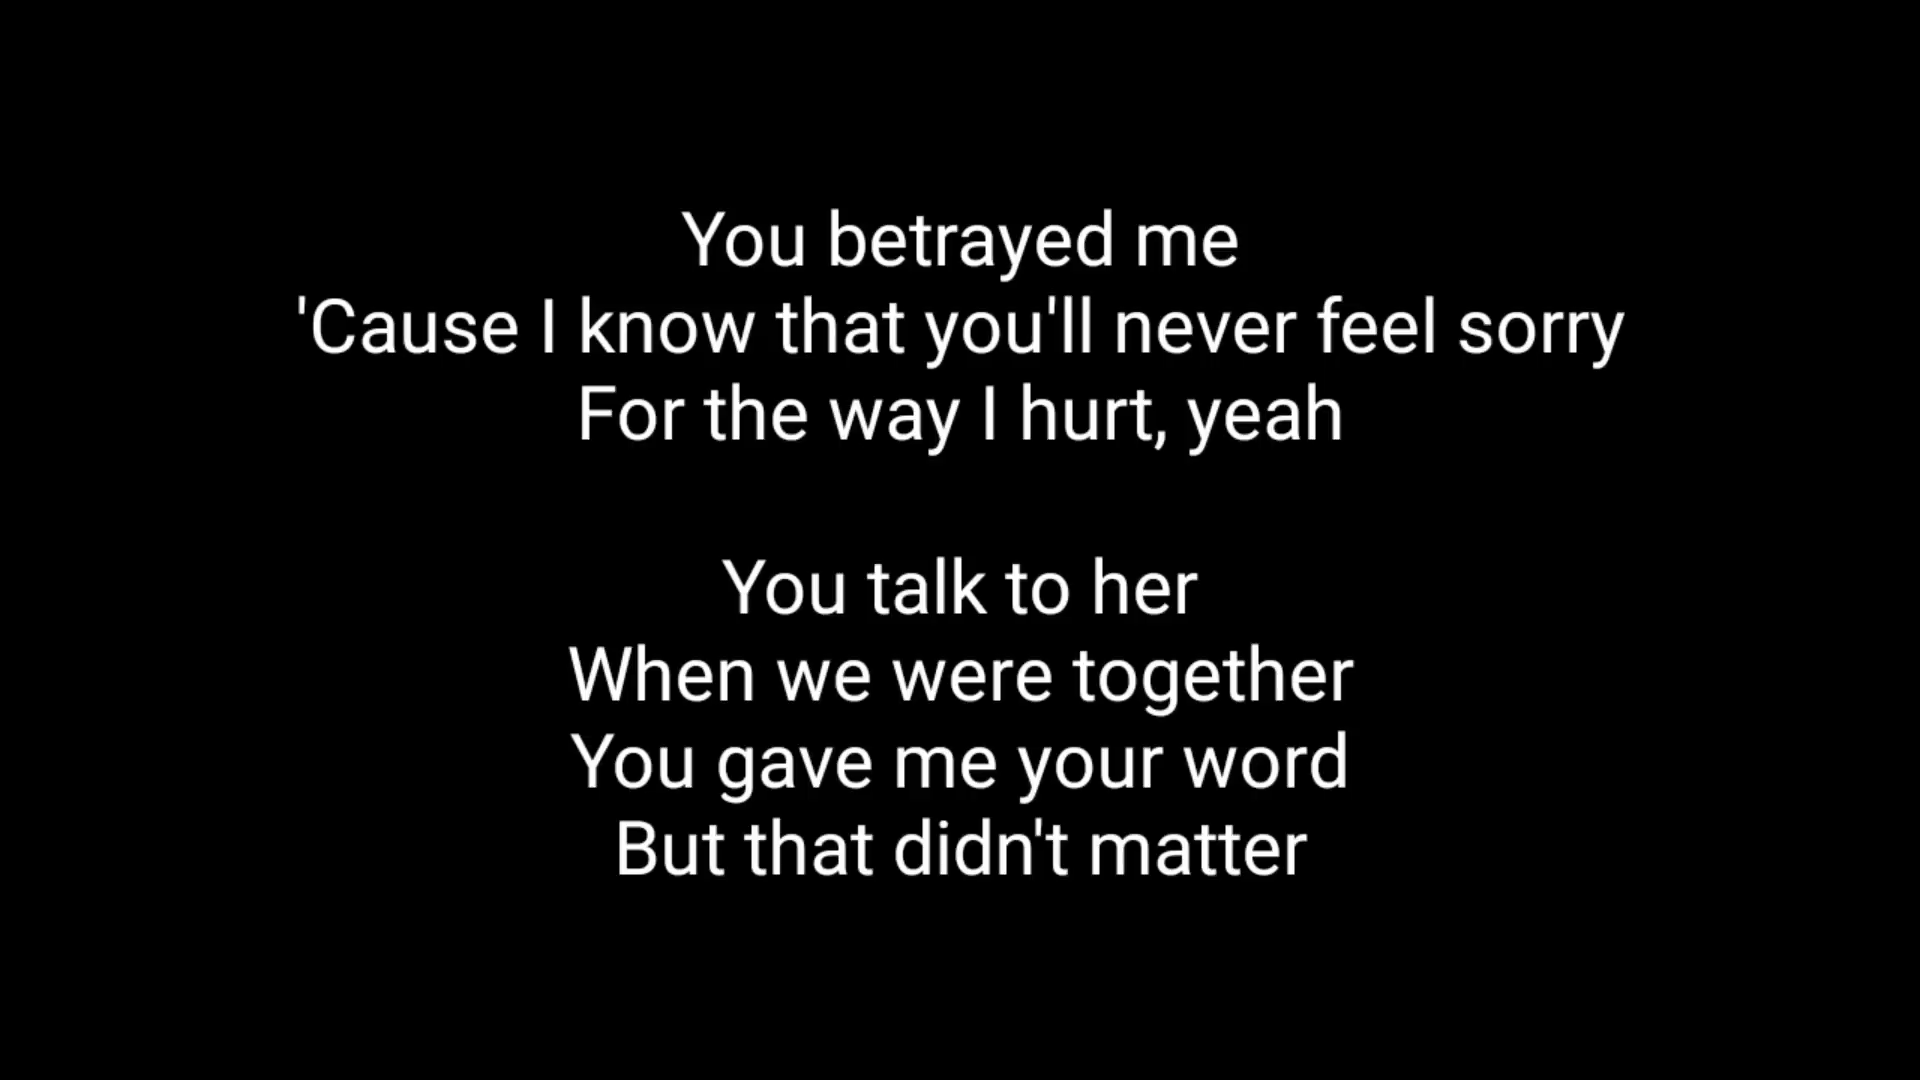 You betrayed me
'Cause I know that you'll never feel sorry
For the way I hurt, yeah
You talk to her
When we were together
You gave me your word
But that didn't matter